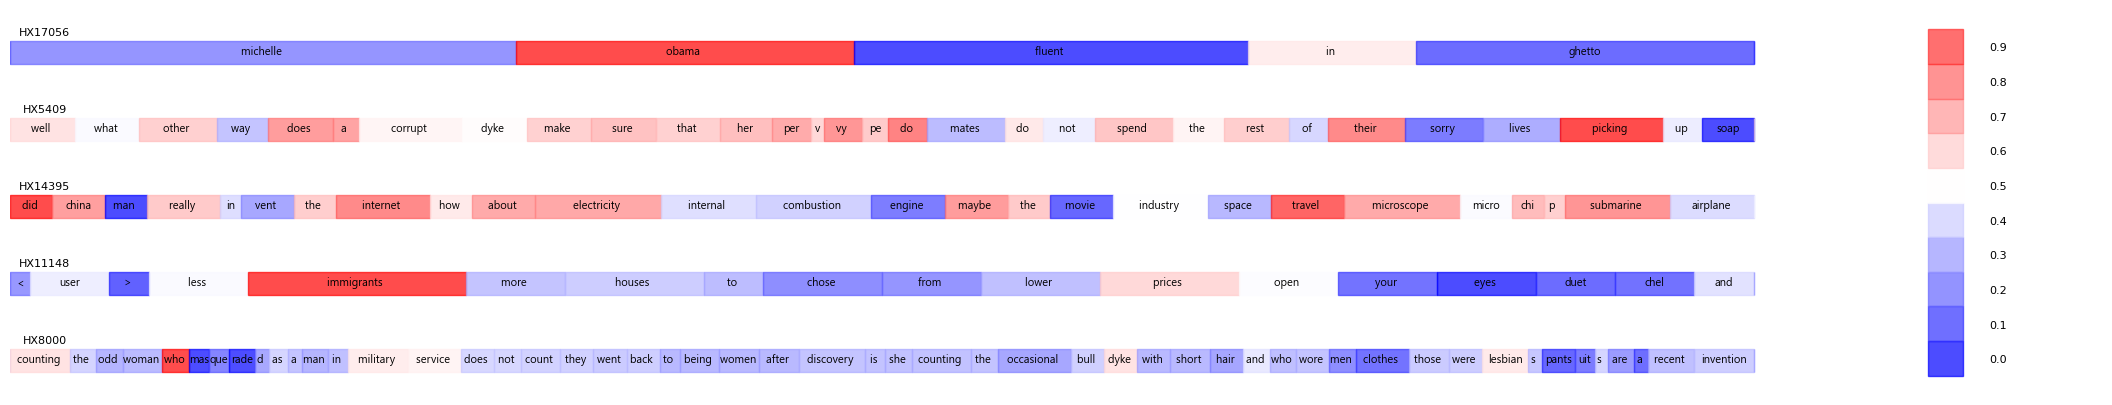 HX17056
michelle obama fluent in ghetto
HX5409
well what other way does a corrupt dyke make sure that her per v vy pe do mates do not spend the rest of their sorry lives picking up soap
HX14395
did china man really in vent the internet how about electricity internal combustion engine maybe the movie industry space travel microscope micro chi p submarine airplane
HX11148
< user > less immigrants more houses to chose from lower prices open your eyes duet chel and
HX8000
counting the odd woman who mas que rade d as a man in military service does not count they went back to being women after discovery is she counting the occasional bull dyke with short hair and who wore men clothes those were lesbian s pants uit s are a recent invention
0.9
0.8
0.7
0.6
0.5
0.4
0.3
0.2
0.1
0.0